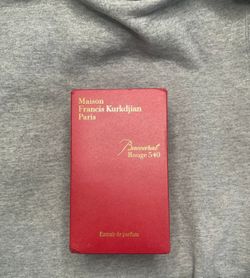 Maison
Francis Kurkdjian
Paris
Baccarat
Rouge 540
Extrait de parfum